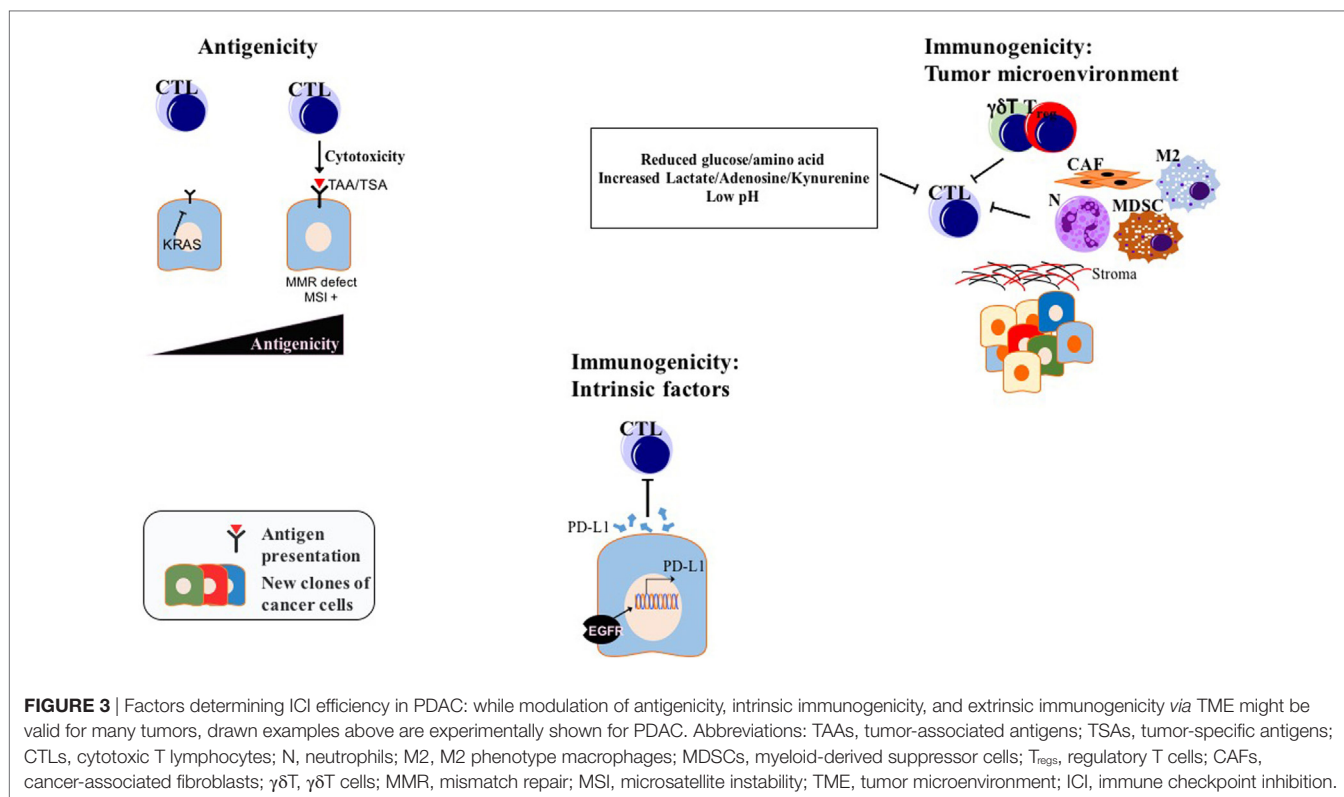 Antigenicity
CTL
CTL
Cytotoxicity
TAA/TSA
KRAS
MMR defect
MSI +
Antigenicity
Immunogenicity:
Tumor microenvironment
γδT Treg
Reduced glucose/amino acid
Increased Lactate/Adenosine/Kynurenine
Low pH
CTL
CAF
M2
N
MDSC
Stroma
Immunogenicity:
Intrinsic factors
CTL
PD-L1
PD-L1
EGFR
Antigen
presentation
New clones of
cancer cells
FIGURE 3 | Factors determining ICI efficiency in PDAC: while modulation of antigenicity, intrinsic immunogenicity, and extrinsic immunogenicity via TME might be
valid for many tumors, drawn examples above are experimentally shown for PDAC. Abbreviations: TAAs, tumor-associated antigens; TSAs, tumor-specific antigens;
CTLs, cytotoxic T lymphocytes; N, neutrophils; M2, M2 phenotype macrophages; MDSCs, myeloid-derived suppressor cells; Tregs, regulatory T cells; CAFs,
cancer-associated fibroblasts; γδT, γδT cells; MMR, mismatch repair; MSI, microsatellite instability; TME, tumor microenvironment; ICI, immune checkpoint inhibition.